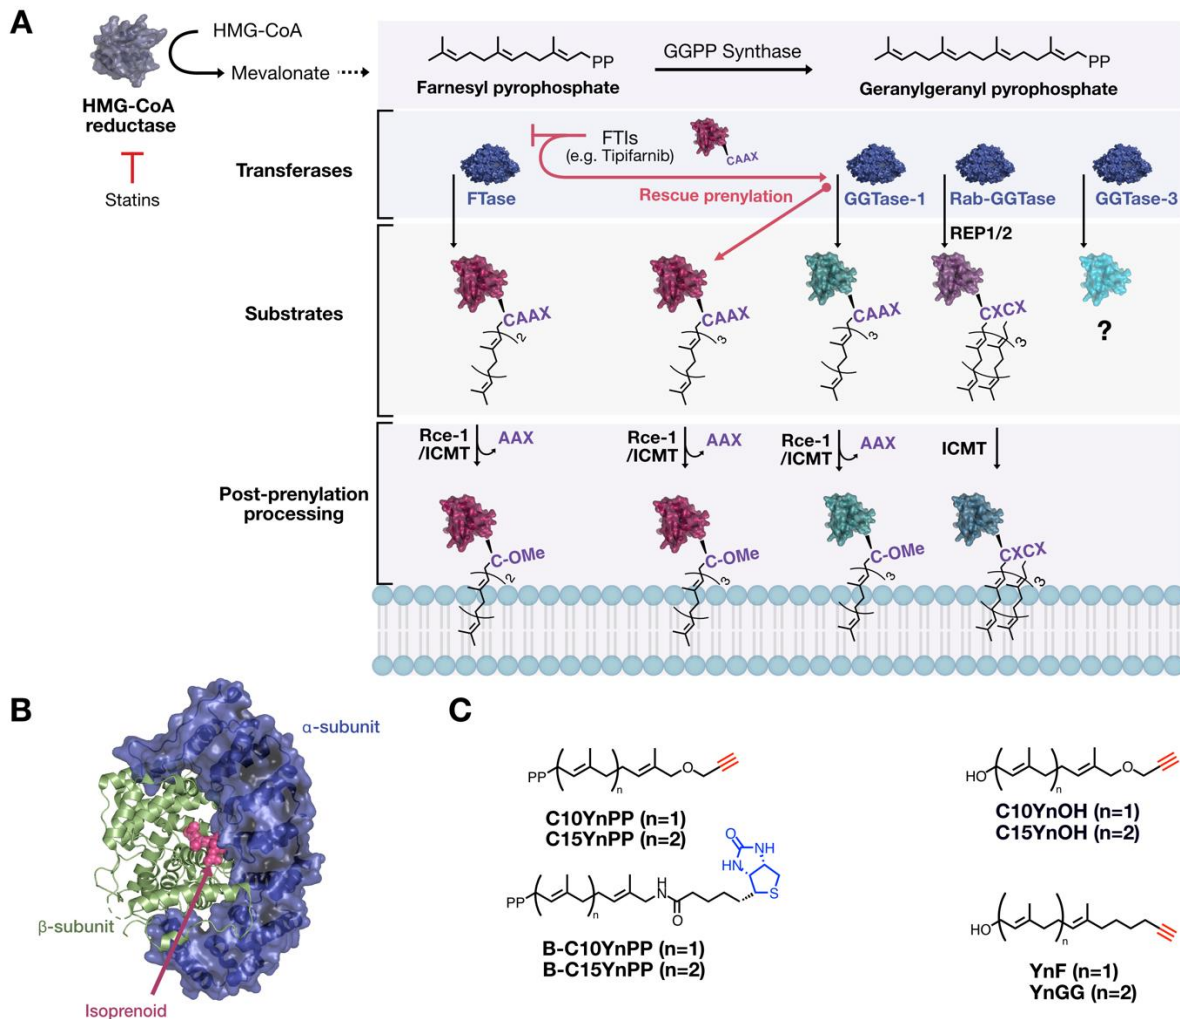 A
HMG-CoA
Mevalonate
HMG-CoA
reductase
Statins
PP
Farnesyl pyrophosphate
GGPP Synthase
PP
Geranylgeranyl pyrophosphate
Transferases
FTIs
(e.g. Tipifarnib)
CAAX
Rescue prenylation
FTase
GGTase-1
Rab-GGTase
GGTase-3
REP1/2
Substrates
CAAX
2
CAAX
3
CAAX
3
CXCX
3
?
Rce-1
/ICMT
AAX
Rce-1
/ICMT
AAX
Rce-1
/ICMT
AAX
ICMT
Post-prenylation
processing
C-OMe
2
C-OMe
3
C-OMe
3
CXCX
3
B
α-subunit
β-subunit
Isoprenoid
C
PP
n
O
C10YnPP (n=1)
C15YnPP (n=2)
PP
n
H
N
O
O
HN
NH
S
B-C10YnPP (n=1)
B-C15YnPP (n=2)
HO
n
O
C10YnOH (n=1)
C15YnOH (n=2)
HO
n
YnF (n=1)
YnGG (n=2)